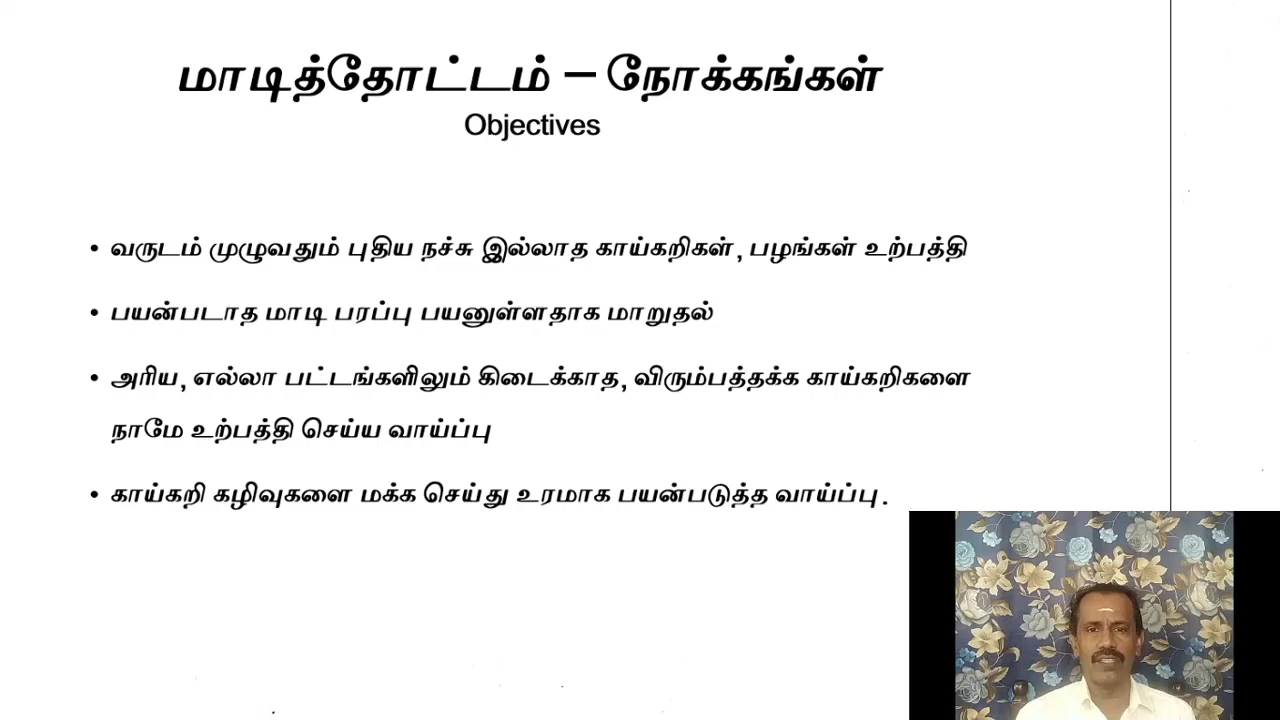 மாடித்தோட்டம் – நோக்கங்கள்
Objectives
• வருடம் முழுவதும் புதிய நச்சு இல்லாத காய்கறிகள், பழங்கள் உற்பத்தி
• பயன்படாத மாடி பரப்பு பயனுள்ளதாக மாறுதல்
• அரிய, எல்லா பட்டங்களிலும் கிடைக்காத, விரும்பத்தக்க காய்கறிகளை
நாமே உற்பத்தி செய்ய வாய்ப்பு
• காய்கறி கழிவுகளை மக்க செய்து உரமாக பயன்படுத்த வாய்ப்பு.